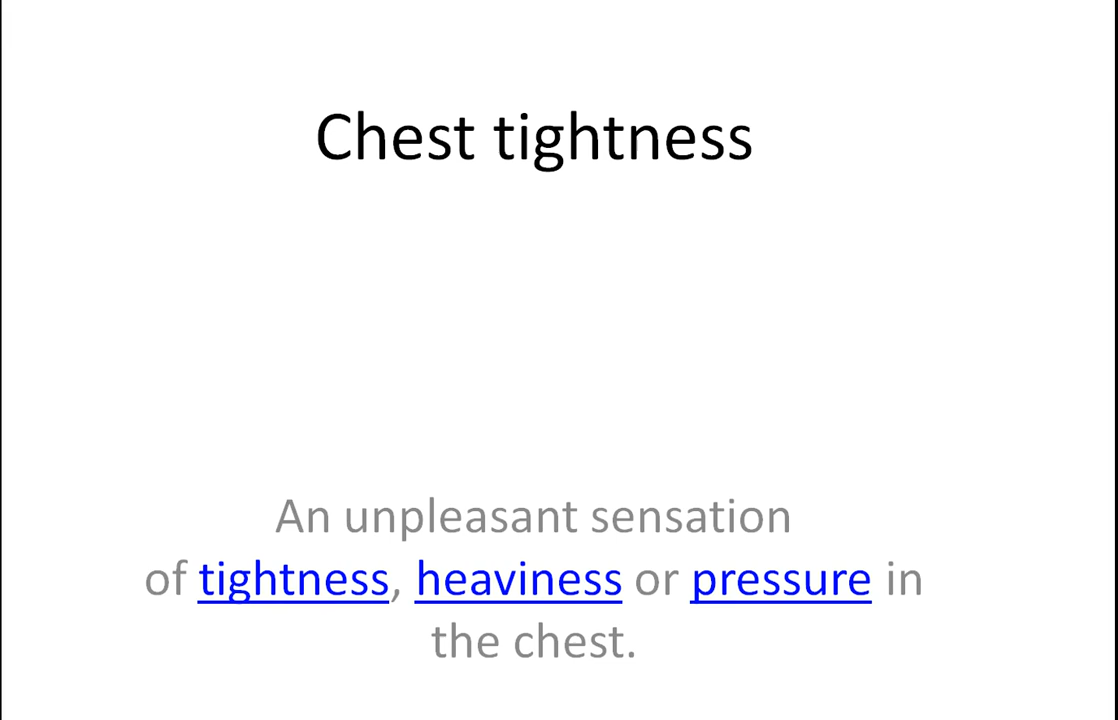 Chest tightness
An unpleasant sensation
of tightness, heaviness or pressure in
the chest.